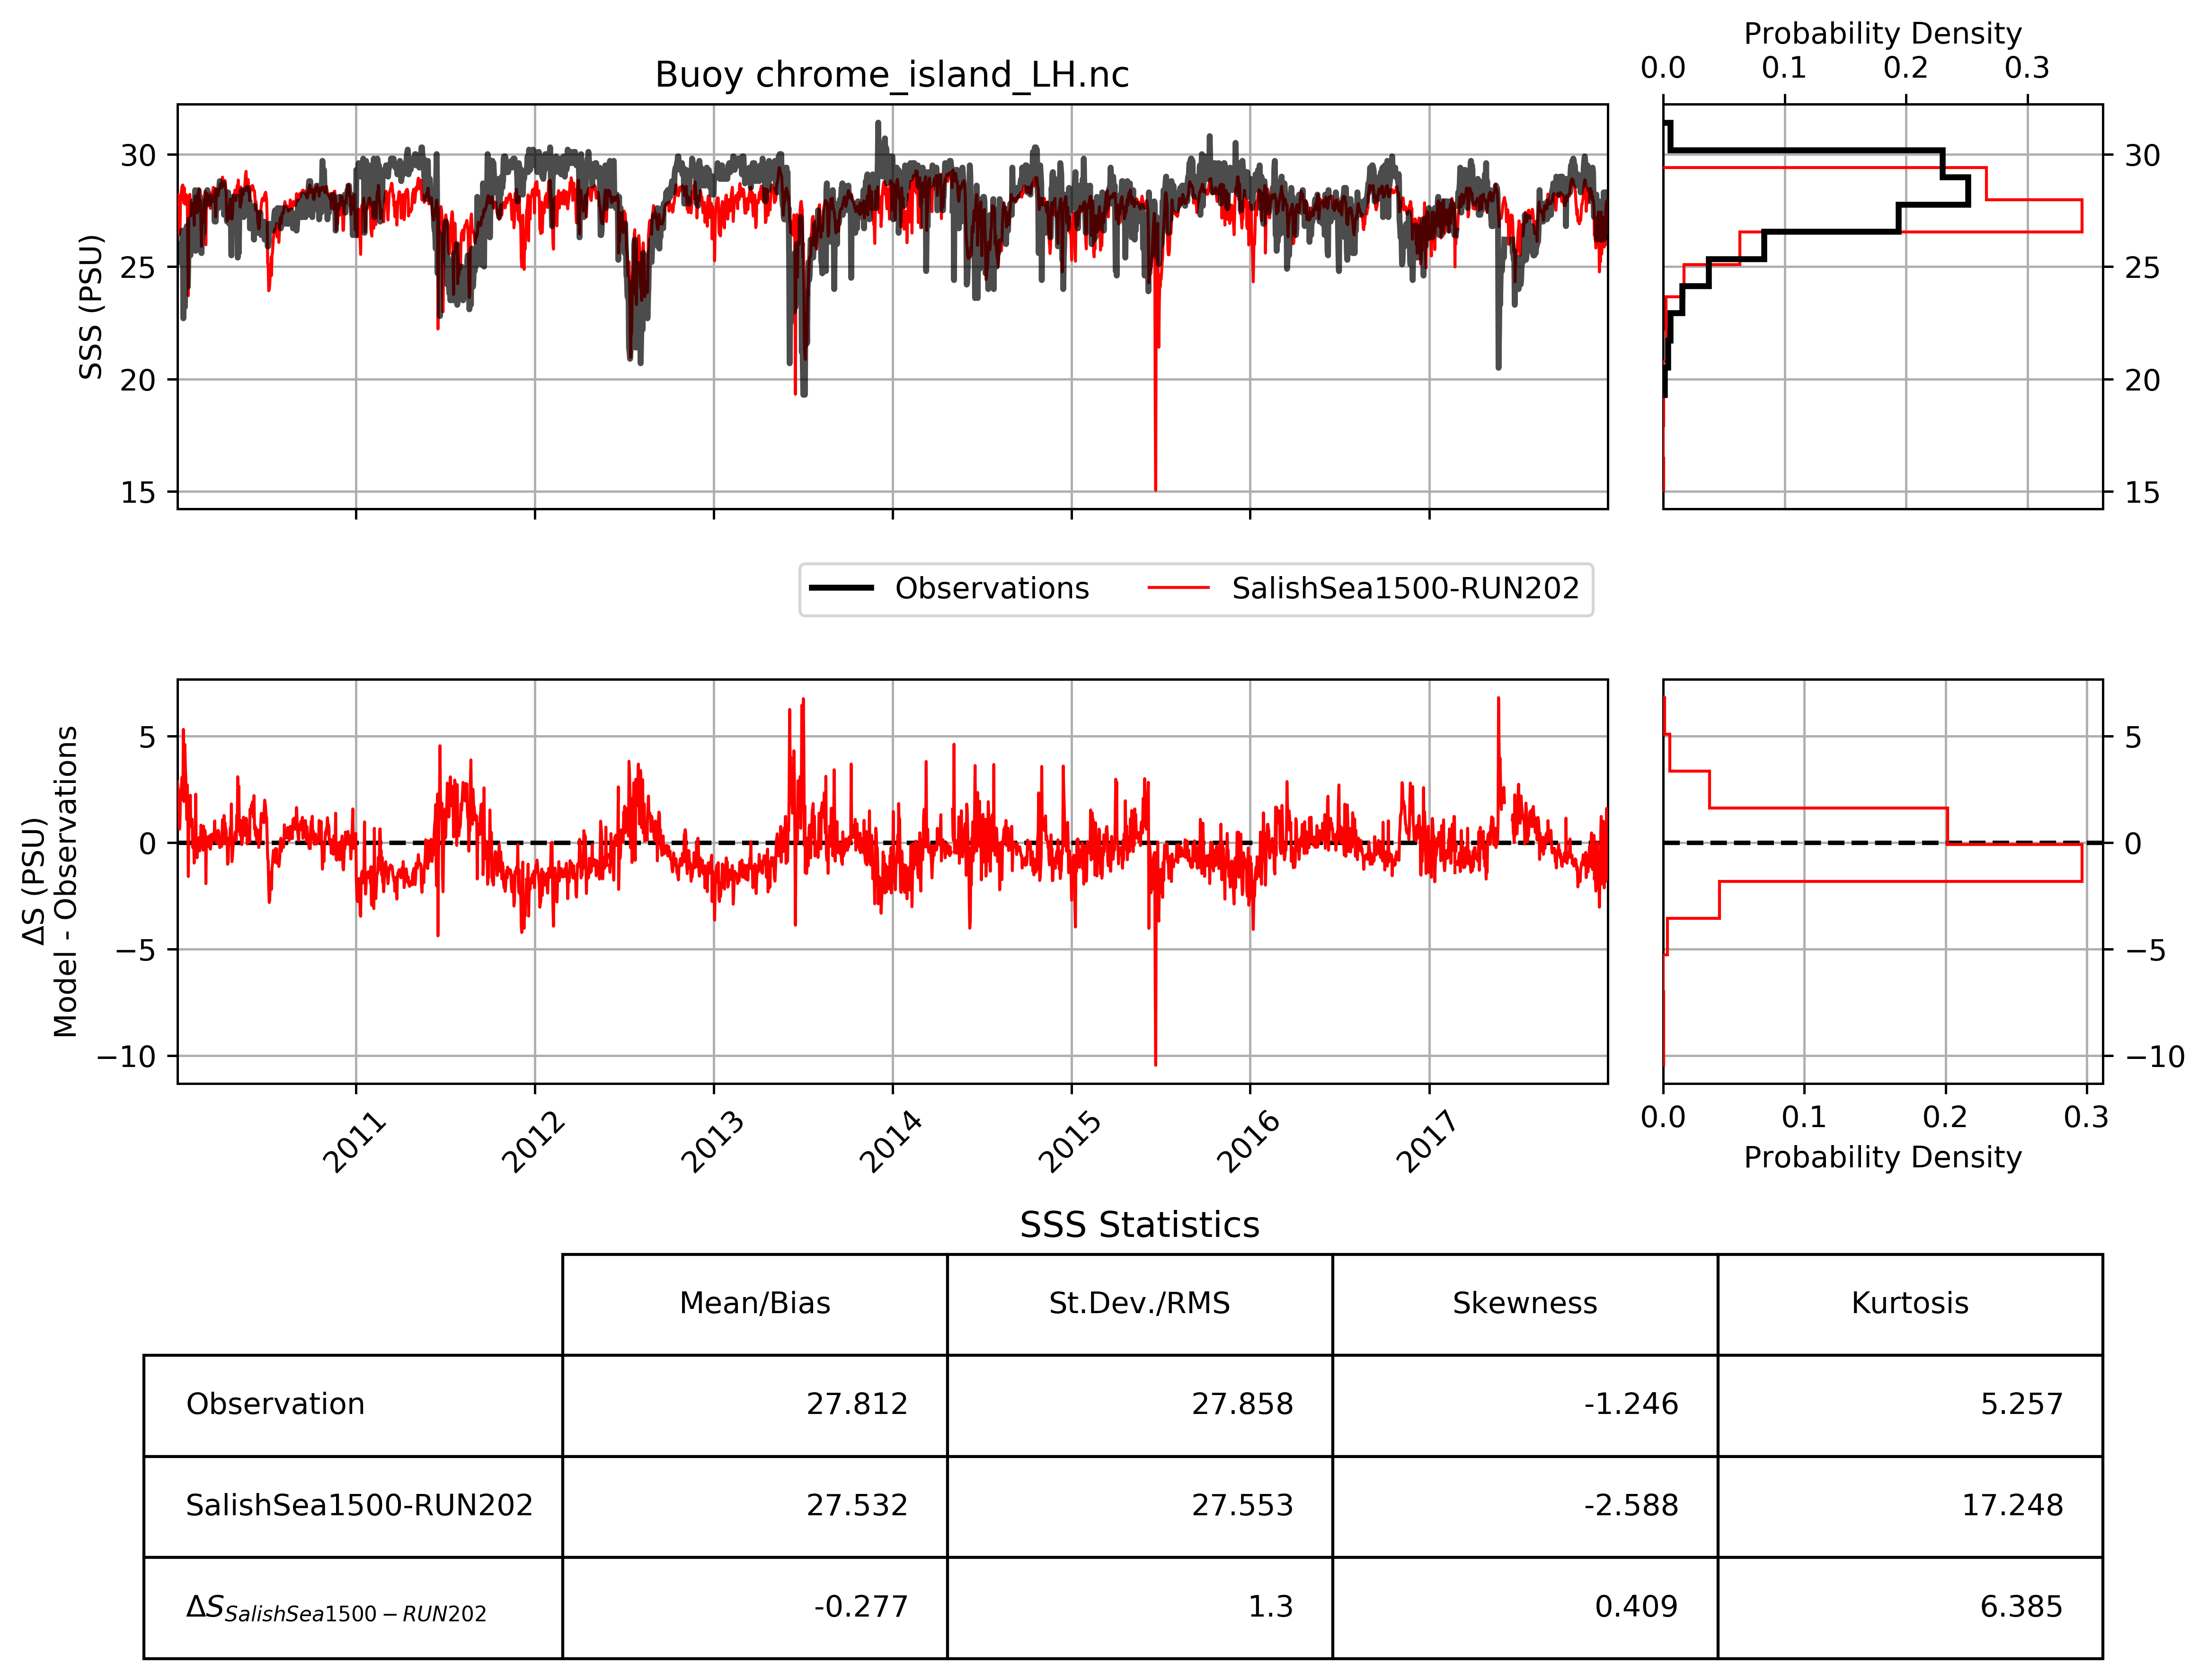 Probability Density
0.0 0.1 0.2 0.3
Buoy chrome_island_LH.nc
SSS (PSU)
30
25
20
15
30
25
20
15
Observations SalishSea1500-RUN202
ΔS (PSU)
Model - Observations
5
0
−5
−10
5
0
−5
−10
2011 2012 2013 2014 2015 2016 2017
0.0 0.1 0.2 0.3
Probability Density
SSS Statistics
Mean/Bias St.Dev./RMS Skewness Kurtosis
Observation 27.812 27.858 -1.246 5.257
SalishSea1500-RUN202 27.532 27.553 -2.588 17.248
ΔS SalishSea1500−RUN202 -0.277 1.3 0.409 6.385